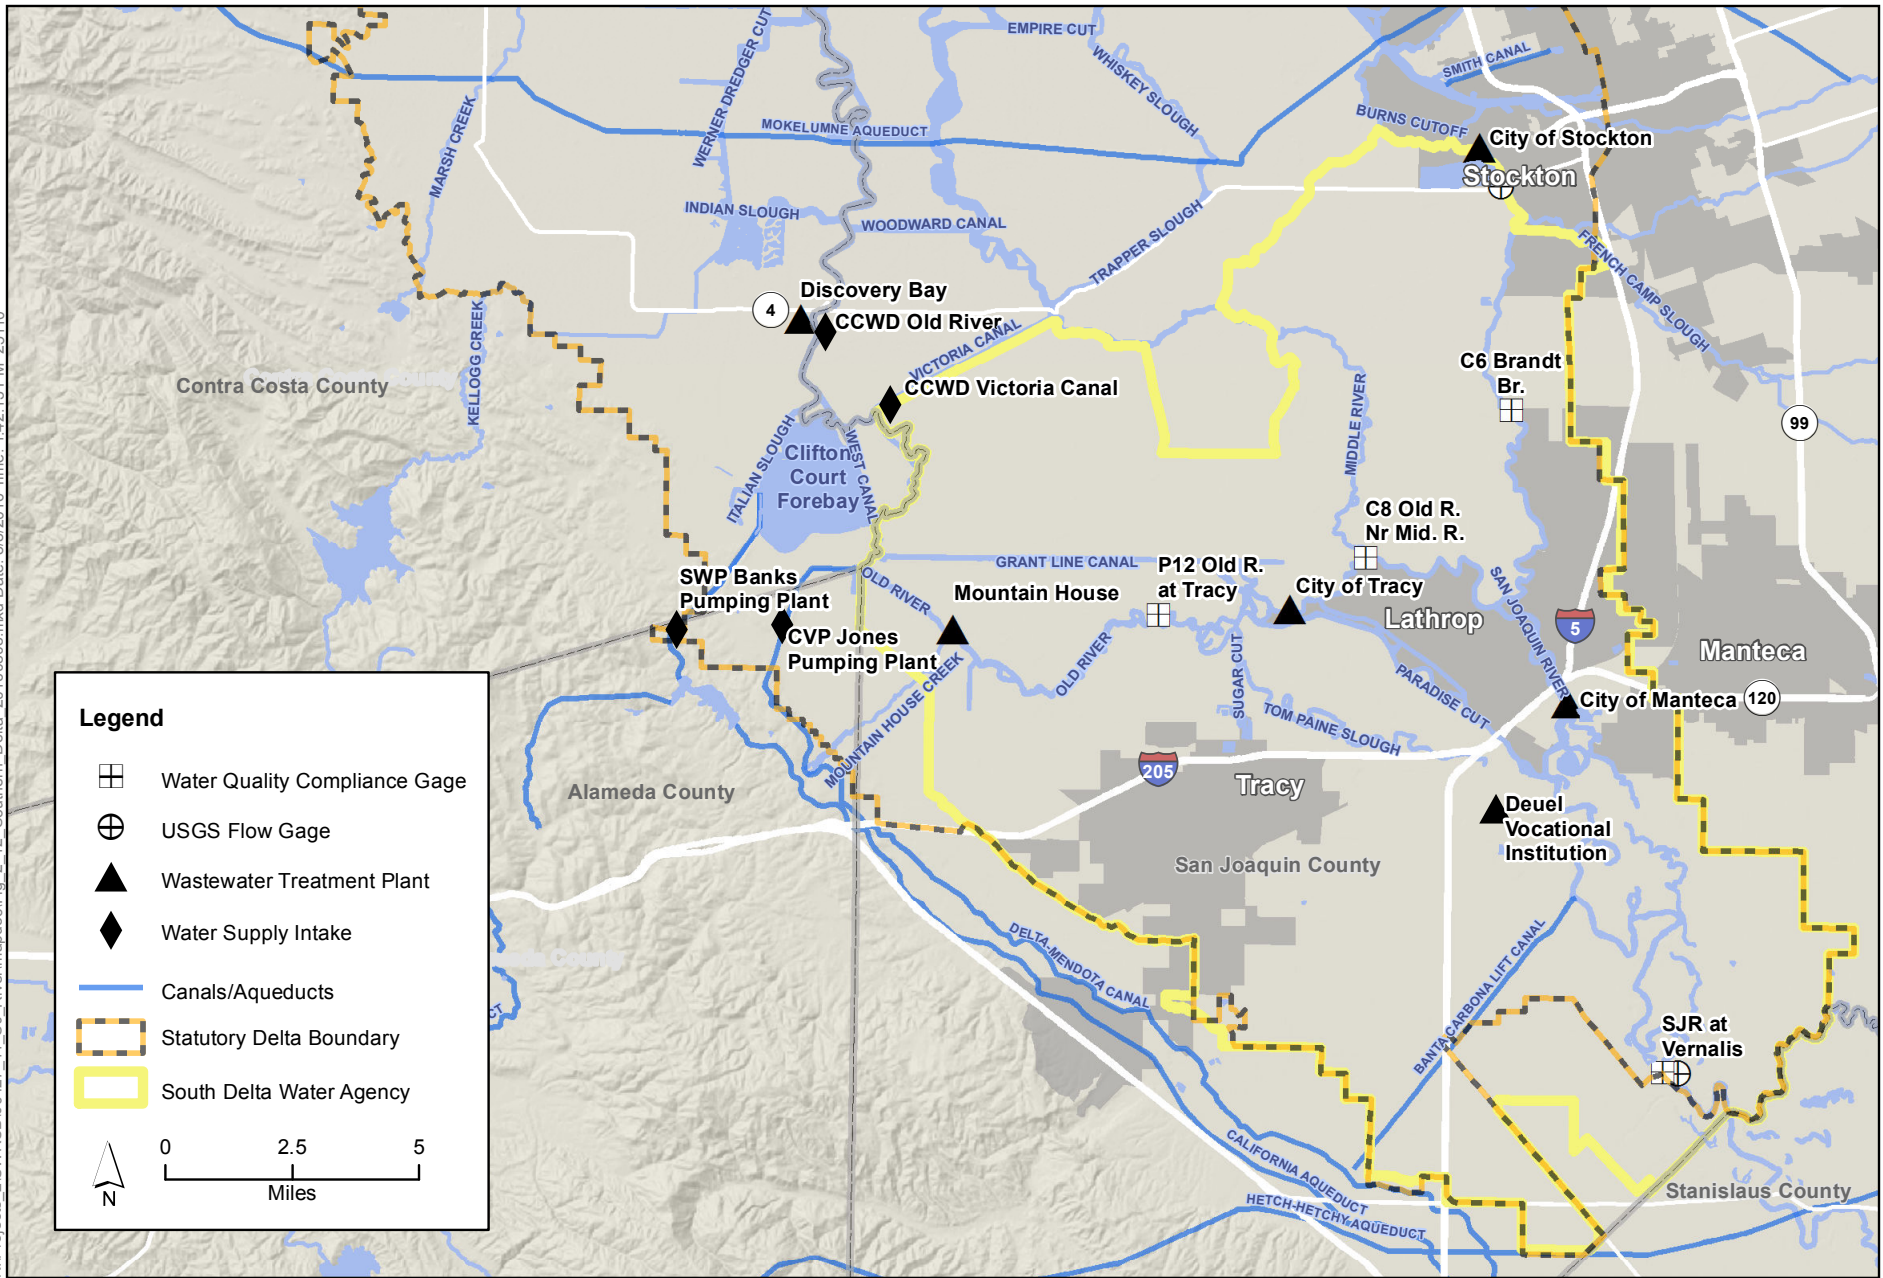 EMPIRE CUT
WHISKEY SLOUGH
WERNER DREDGER CUT
SMITH CANAL
BURNS CUTOFF
MOKELUMNE AQUEDUCT
MARSH CREEK
City of Stockton
Stockton
INDIAN SLOUGH
WOODWARD CANAL
TRAPPER SLOUGH
FRENCH CAMP SLOUGH
Discovery Bay
4
CCWD Old River
VICTORIA CANAL
KELLOGG CREEK
Contra Costa County
CCWD Victoria Canal
C6 Brandt
Br.
MIDDLE RIVER
99
ITALIAN SLOUGH
WEST CANAL
Clifton
Court
Forebay
C8 Old R.
Nr Mid. R.
GRANT LINE CANAL
P12 Old R.
at Tracy
City of Tracy
SWP Banks
Pumping Plant
OLD RIVER
Mountain House
CVP Jones
Pumping Plant
Lathrop
SAN JOAQUIN RIVER
5
Manteca
OLD RIVER
SUGAR CUT
PARADISE CUT
City of Manteca
120
MOUNTAIN HOUSE CREEK
TOM PAINE SLOUGH
205
Tracy
Alameda County
Deuel
Vocational
Institution
San Joaquin County
DELTA-MENDOTA CANAL
BANTA CARBONA LIFT CANAL
SJR at
Vernalis
CALIFORNIA AQUEDUCT
HETCH-HETCHY AQUEDUCT
Stanislaus County
CT
Legend
Water Quality Compliance Gage
USGS Flow Gage
Wastewater Treatment Plant
Water Supply Intake
Canals/Aqueducts
Statutory Delta Boundary
South Delta Water Agency
0 2.5 5
Miles
N